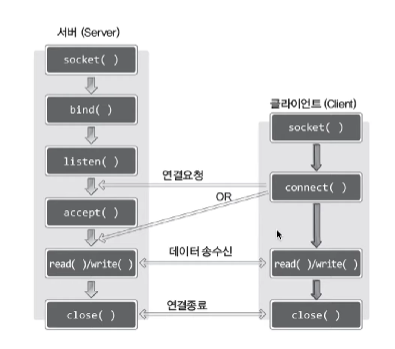 서버 (Server)
socket( )
bind( )
listen( )
accept( )
read( )/write( )
close( )
클라이언트 (Client)
socket( )
connect( )
read( )/write( )
close( )
연결요청
OR
데이터 송수신
연결종료